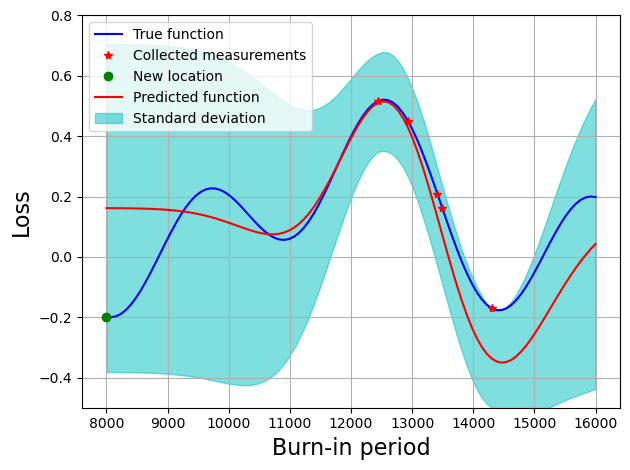 True function
Collected measurements
New location
Predicted function
Standard deviation
0.8
0.6
0.4
0.2
0.0
−0.2
−0.4
Loss
8000 9000 10000 11000 12000 13000 14000 15000 16000
Burn-in period